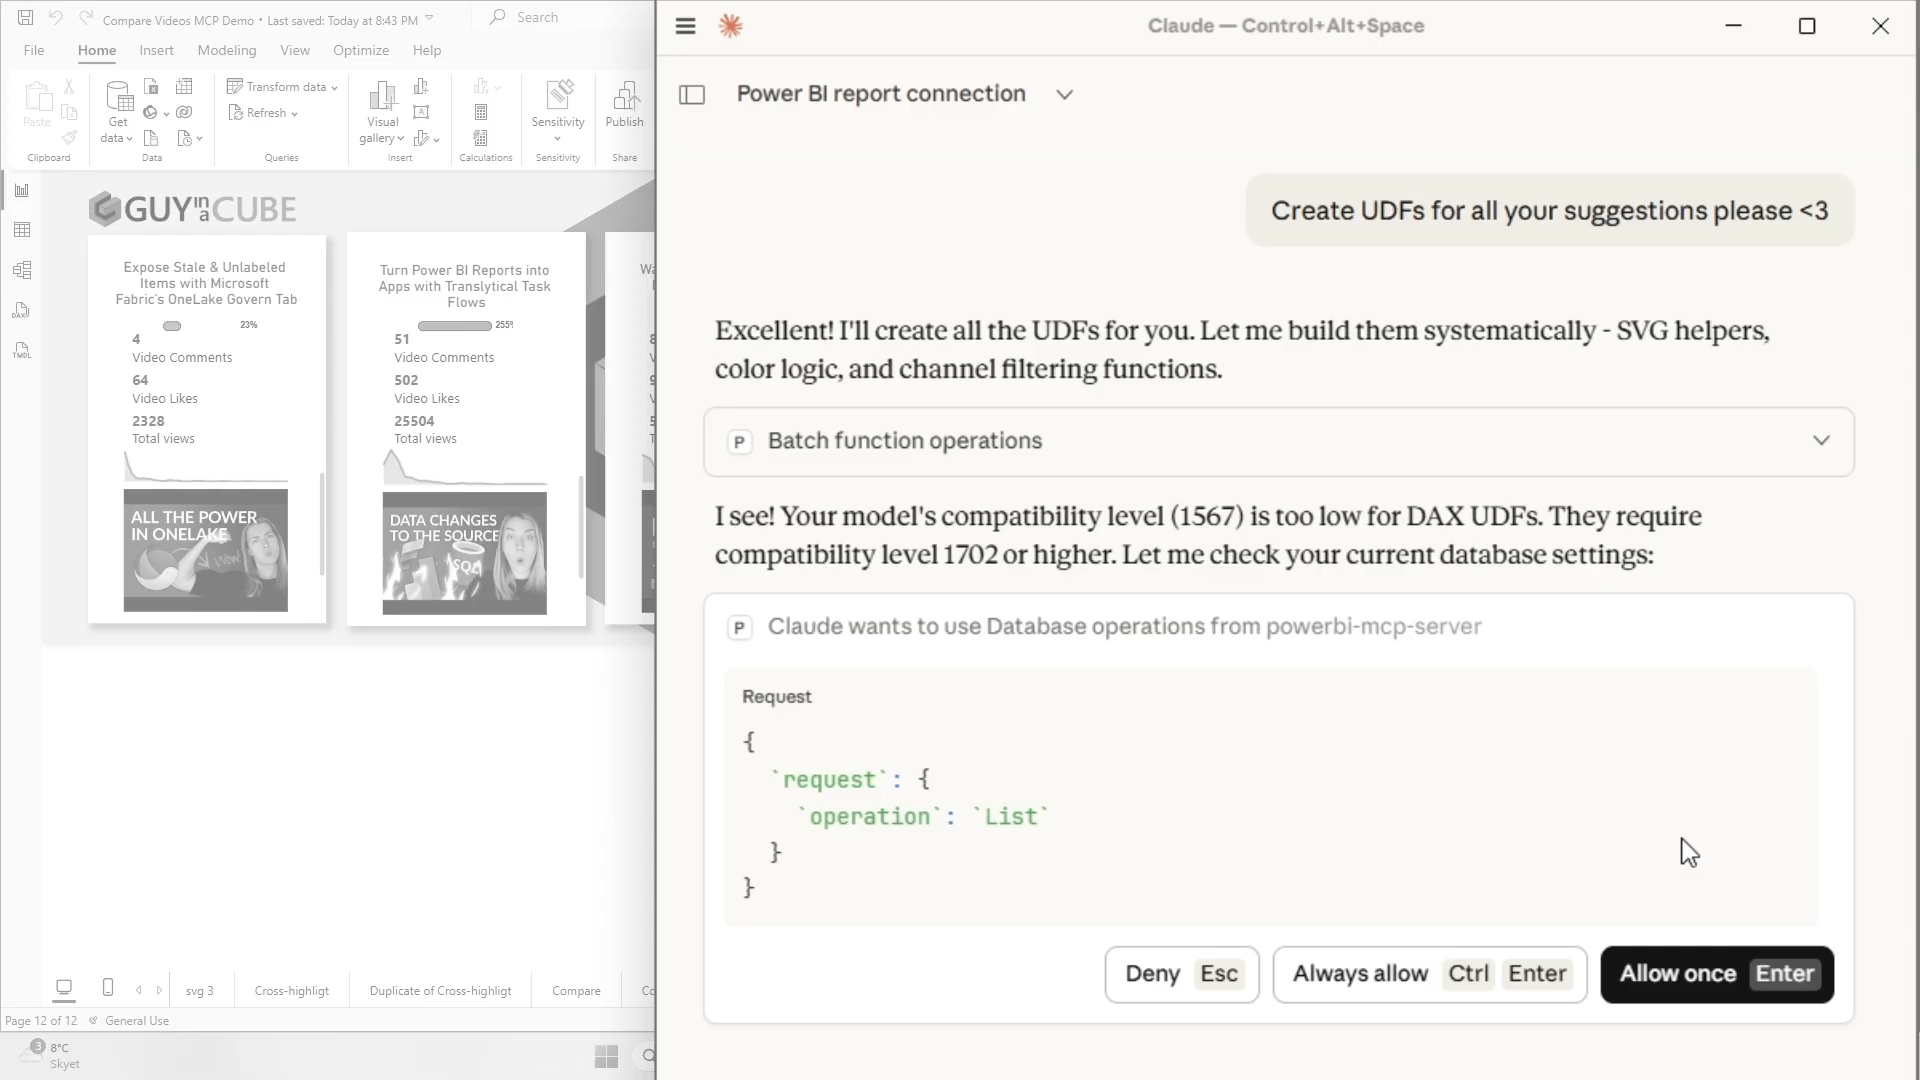 Compare Videos MCP Demo • Last saved: Today at 8:43 PM
Search
File
Home
Insert
Modeling
View
Optimize
Help
Paste
Get
data
Transform data
Refresh
Visual
gallery
Sensitivity
Publish
Clipboard
Data
Queries
Insert
Calculations
Sensitivity
Share
GUY in a CUBE
Expose Stale & Unlabeled
Items with Microsoft
Fabric's OneLake Govern Tab
23%
4
Video Comments
64
Video Likes
2328
Total views
ALL THE POWER
IN ONELAKE
WOW
Turn Power BI Reports into
Apps with Translytical Task
Flows
255%
51
Video Comments
502
Video Likes
25504
Total views
DATA CHANGES
TO THE SOURCE
SQL
DAX
TMDL
svg 3
Cross-highligt
Duplicate of Cross-highligt
Compare
Page 12 of 12
General Use
3
8°C
Skyet
Claude — Control+Alt+Space
Power BI report connection
Create UDFs for all your suggestions please <3
Excellent! I'll create all the UDFs for you. Let me build them systematically - SVG helpers,
color logic, and channel filtering functions.
P Batch function operations
I see! Your model's compatibility level (1567) is too low for DAX UDFs. They require
compatibility level 1702 or higher. Let me check your current database settings:
P Claude wants to use Database operations from powerbi-mcp-server
Request
{
`request`: {
`operation`: `List`
}
}
Deny Esc
Always allow Ctrl Enter
Allow once Enter